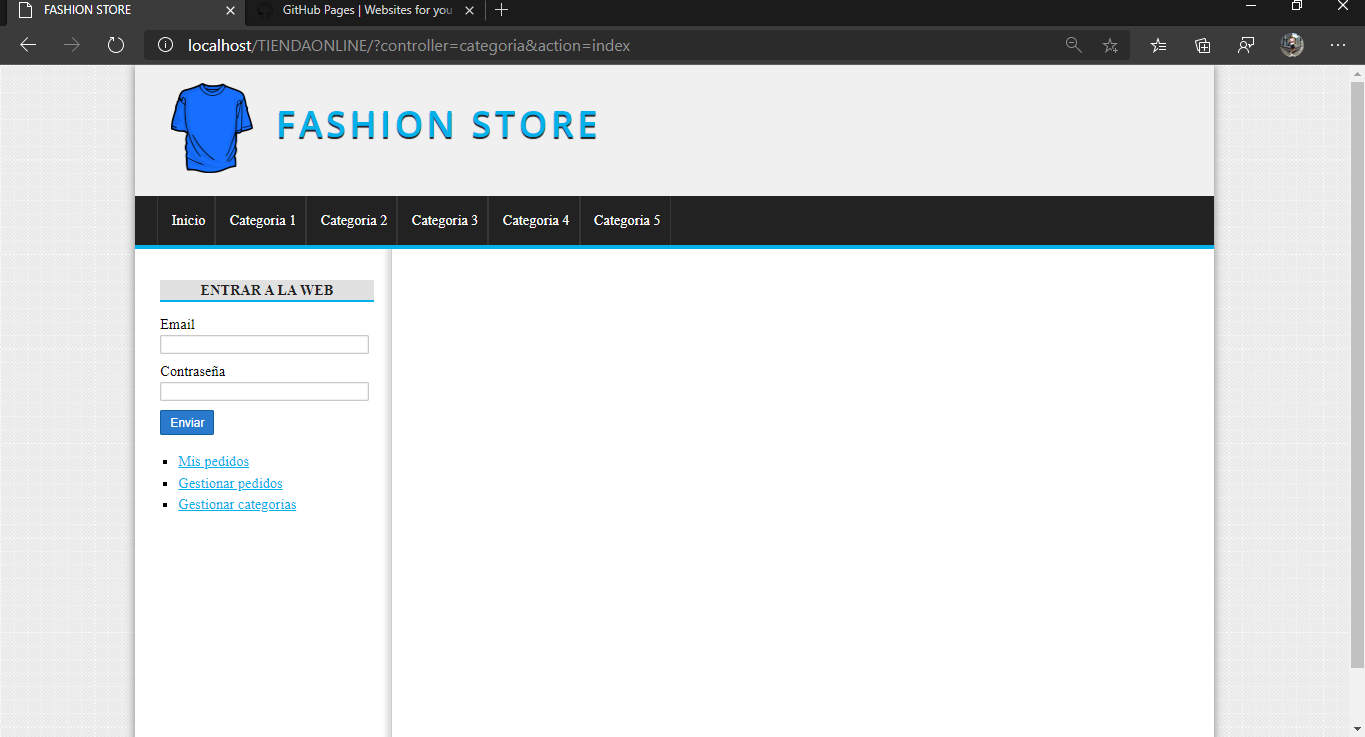 FASHION STORE
GitHub Pages | Websites for you
localhost/TIENDAONLINE/?controller=categoria&action=index
FASHION STORE
Inicio Categoria 1 Categoria 2 Categoria 3 Categoria 4 Categoria 5
ENTRAR A LA WEB
Email
Contraseña
Enviar
Mis pedidos
Gestionar pedidos
Gestionar categorias